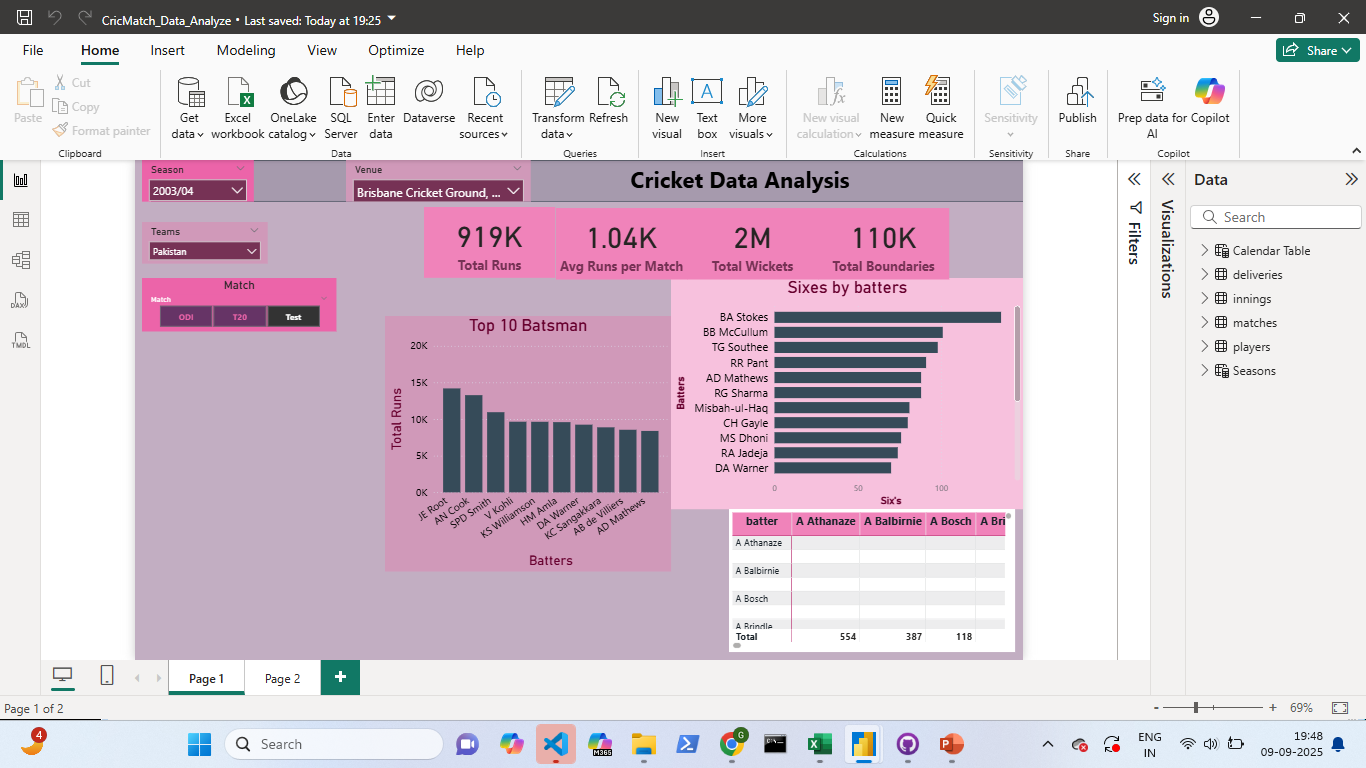 CricMatch_Data_Analyze • Last saved: Today at 19:25
Sign in
File Home Insert Modeling View Optimize Help
Share
Paste
Cut
Copy
Format painter
Clipboard
Get data
Excel workbook
OneLake catalog
SQL Server
Enter data
Dataverse
Recent sources
Data
Transform data
Refresh
Queries
New visual
Text box
More visuals
Insert
New visual calculation
New measure
Quick measure
Calculations
Sensitivity
Sensitivity
Publish
Share
Prep data for AI
Copilot
Copilot
DAX
TMDL
Season
2003/04
Venue
Brisbane Cricket Ground, ...
Cricket Data Analysis
Teams
Pakistan
919K
Total Runs
1.04K
Avg Runs per Match
2M
Total Wickets
110K
Total Boundaries
Match
Match
ODI T20 Test
Top 10 Batsman
Total Runs
20K
15K
10K
5K
0K
JE Root
AN Cook
SPD Smith
V Kohli
KS Williamson
HM Amla
DA Warner
KC Sangakkara
AB de Villiers
AD Mathews
Batters
Sixes by batters
Batters
BA Stokes
BB McCullum
TG Southee
RR Pant
AD Mathews
RG Sharma
Misbah-ul-Haq
CH Gayle
MS Dhoni
RA Jadeja
DA Warner
0 50 100
Six's
batter A Athanaze A Balbirnie A Bosch A Bri
A Athanaze
A Balbirnie
A Bosch
A Brindle
Total 554 387 118
Filters
Visualizations
Data
Search
Calendar Table
deliveries
innings
matches
players
Seasons
Page 1
Page 2
Page 1 of 2
69%
4
Search
M365
G
ENG
IN
19:48
09-09-2025